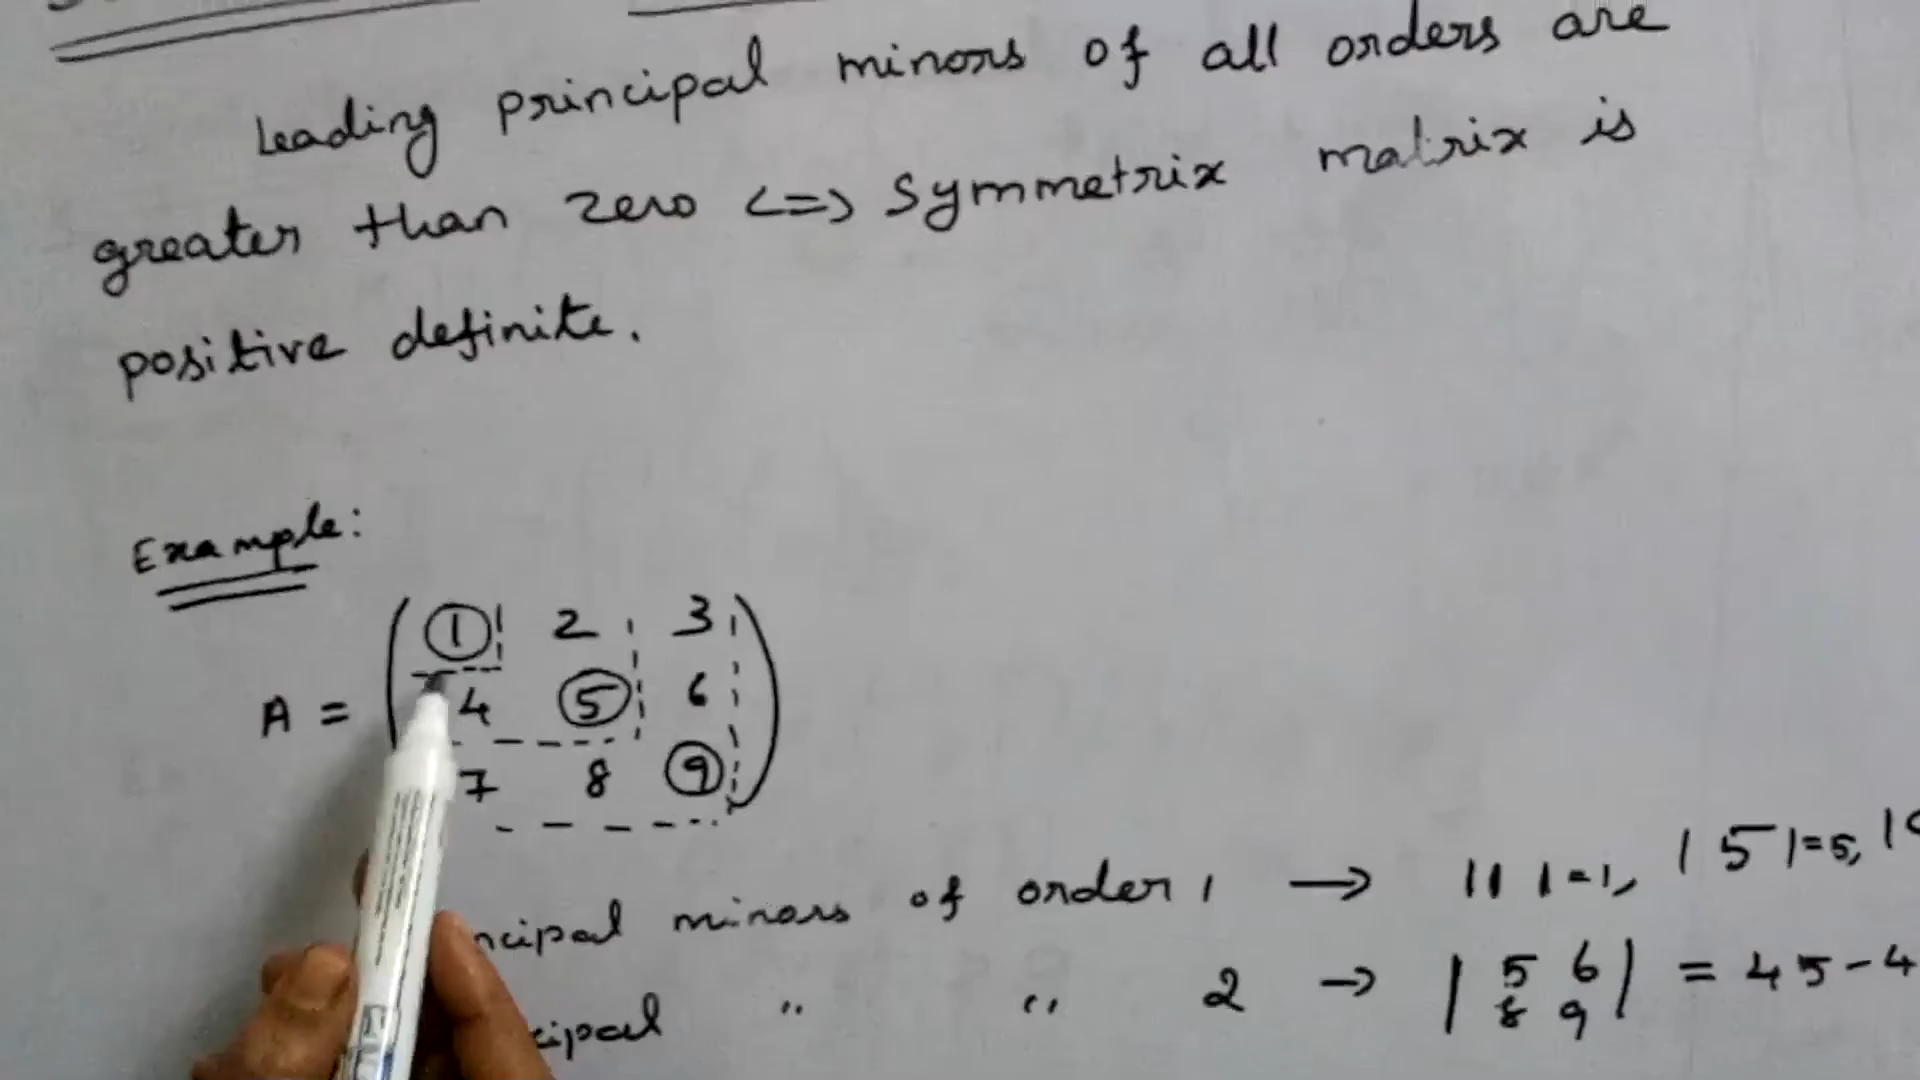 Leading principal minors of all orders are
greater than zero <=> Symmetrix matrix is
positive definite.
Example:
A = ( 1 2 3
4 5 6
7 8 9 )
ncipal minors of order 1 → |1|=1, |5|=5, |
cipal " " 2 → | 5 6
8 9 | = 45-4